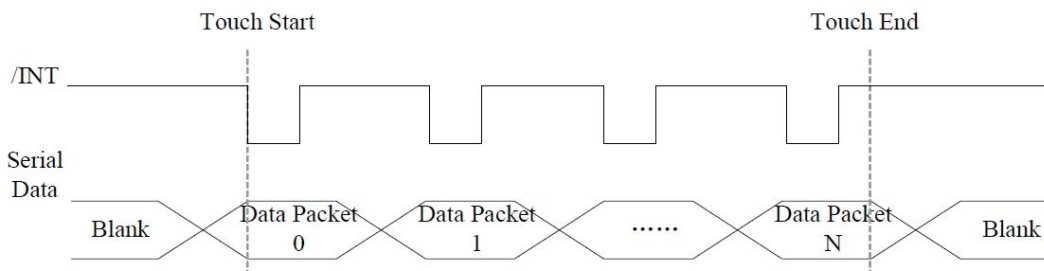 Touch Start
Touch End
/INT
Serial
Data
Blank
Data Packet
0
Data Packet
1
......
Data Packet
N
Blank